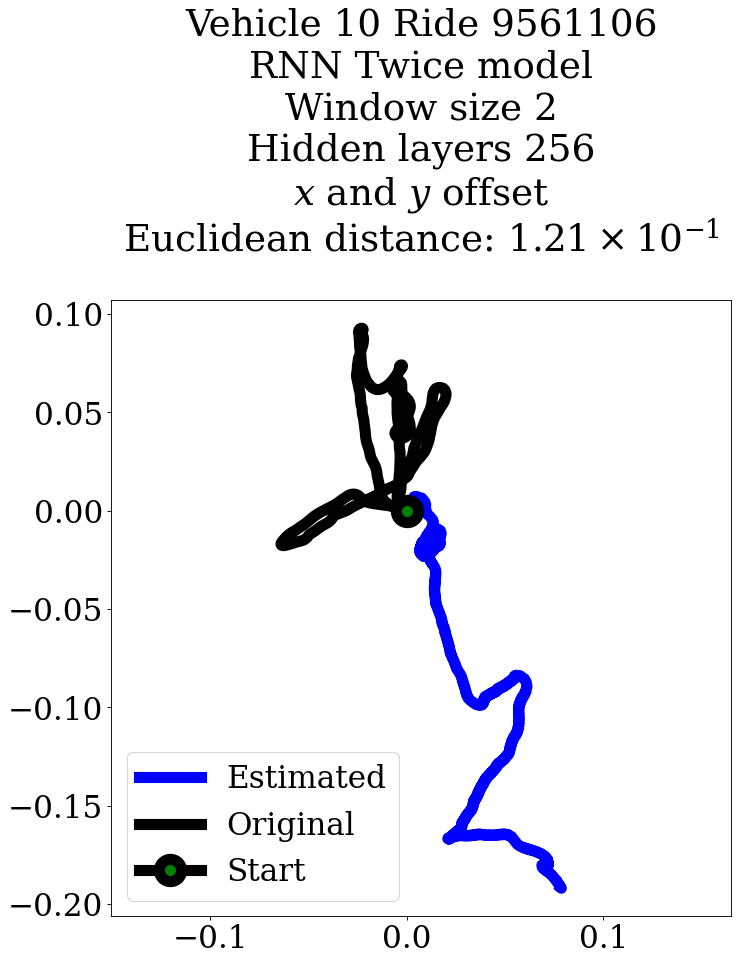 Vehicle 10 Ride 9561106
RNN Twice model
Window size 2
Hidden layers 256
x and y offset
Euclidean distance: 1.21 × 10⁻¹
0.10
0.05
0.00
−0.05
−0.10
−0.15
−0.20
Estimated
Original
Start
−0.1
0.0
0.1